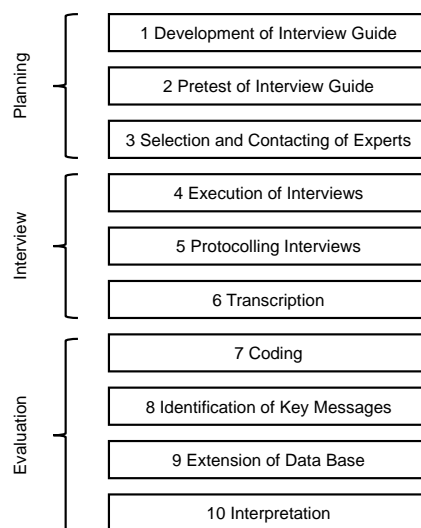 Planning
1 Development of Interview Guide
2 Pretest of Interview Guide
3 Selection and Contacting of Experts
Interview
4 Execution of Interviews
5 Protocolling Interviews
6 Transcription
Evaluation
7 Coding
8 Identification of Key Messages
9 Extension of Data Base
10 Interpretation